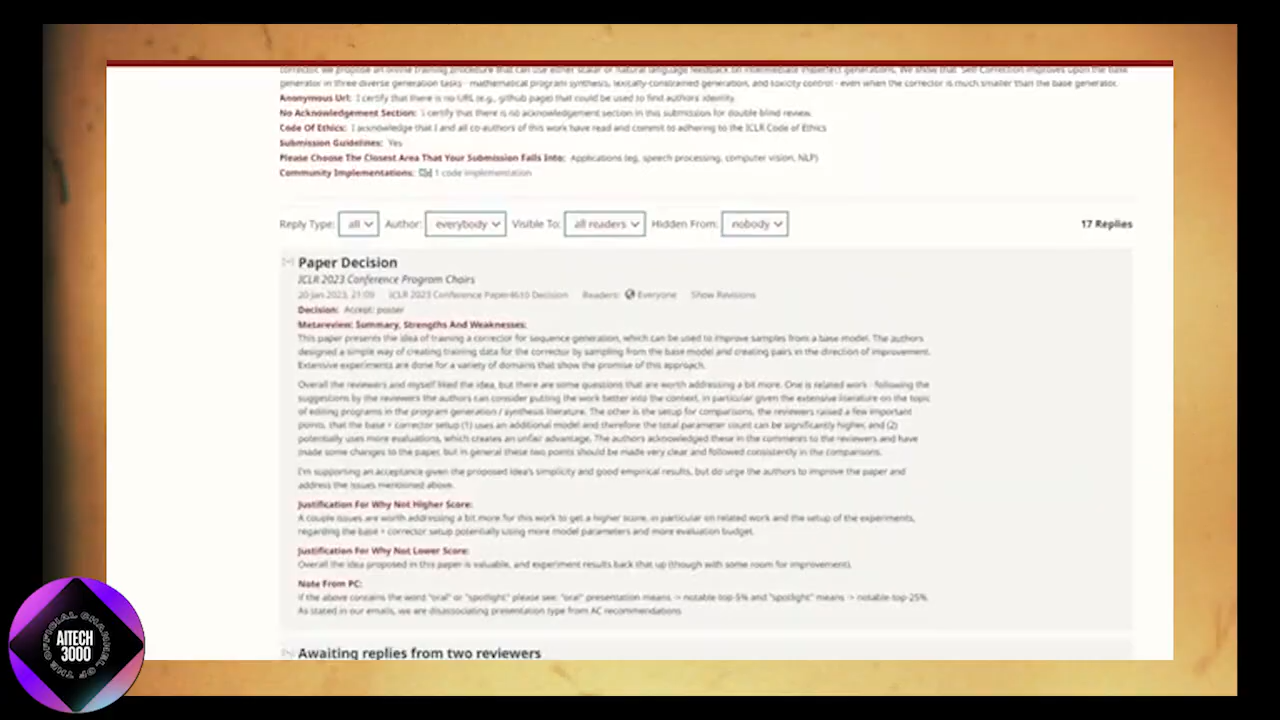 corrector, we propose an online training procedure that can use either scalar or natural language feedback on intermediate imperfect generations. We show that Self-Correction improves upon the base
generator in three diverse generation tasks - mathematical program synthesis, lexically-constrained generation, and toxicity control - even when the corrector is much smaller than the base generator.
Anonymous Url: I certify that there is no URL (e.g., github page) that could be used to find authors identity.
No Acknowledgement Section: I certify that there is no acknowledgement section in this submission for double blind review.
Code Of Ethics: I acknowledge that I and all co-authors of this work have read and commit to adhering to the ICLR Code of Ethics
Submission Guidelines: Yes
Please Choose The Closest Area That Your Submission Falls Into: Applications (eg, speech processing, computer vision, NLP)
Community Implementations: 1 code implementation
Reply Type: all Author: everybody Visible To: all readers Hidden From: nobody 17 Replies
[–] Paper Decision
ICLR 2023 Conference Program Chairs
20 Jan 2023, 21:09 ICLR 2023 Conference Paper4610 Decision Readers: Everyone Show Revisions
Decision: Accept: poster
Metareview: Summary, Strengths And Weaknesses:
This paper presents the idea of training a corrector for sequence generation, which can be used to improve samples from a base model. The authors
designed a simple way of creating training data for the corrector by sampling from the base model and creating pairs in the direction of improvement.
Extensive experiments are done for a variety of domains that show the promise of this approach.
Overall the reviewers and myself liked the idea, but there are some questions that are worth addressing a bit more. One is related work - following the
suggestions by the reviewers the authors can consider putting the work better into the context, in particular given the extensive literature on the topic
of editing programs in the program generation / synthesis literature. The other is the setup for comparisons, the reviewers raised a few important
points, that the base + corrector setup (1) uses an additional model and therefore the total parameter count can be significantly higher, and (2)
potentially uses more evaluations, which creates an unfair advantage. The authors acknowledged these in the comments to the reviewers and have
made some changes to the paper, but in general these two points should be made very clear and followed consistently in the comparisons.
I'm supporting an acceptance given the proposed idea's simplicity and good empirical results, but do urge the authors to improve the paper and
address the issues mentioned above.
Justification For Why Not Higher Score:
A couple issues are worth addressing a bit more for this work to get a higher score, in particular on related work and the setup of the experiments,
regarding the base + corrector setup potentially using more model parameters and more evaluation budget.
Justification For Why Not Lower Score:
Overall the idea proposed in this paper is valuable, and experiment results back that up (though with some room for improvement).
Note From PC:
If the above contains the word "oral" or "spotlight" please see: "oral" presentation means -> notable-top-5% and "spotlight" means -> notable-top-25%.
As stated in our emails, we are disassociating presentation type from AC recommendations
[–] Awaiting replies from two reviewers
THE OFFICIAL CHANNEL OF
AITECH
3000